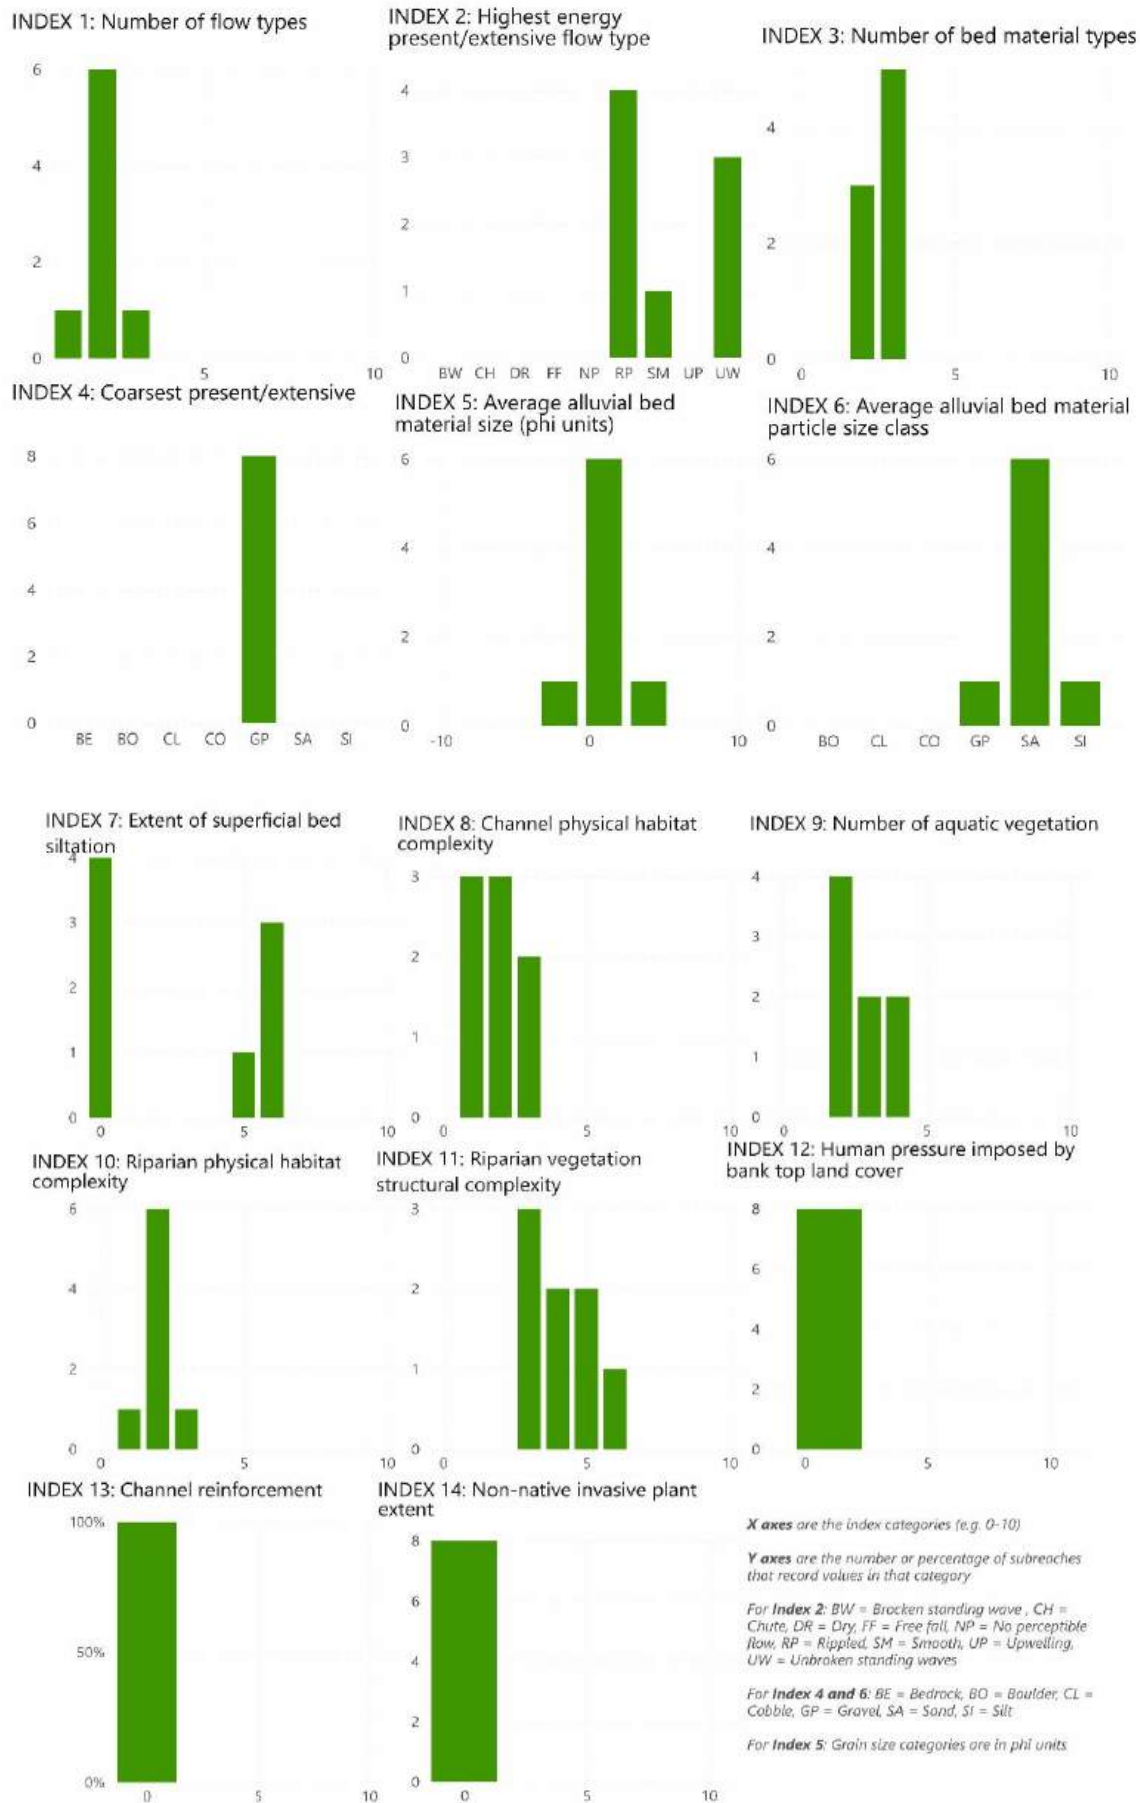 INDEX 1: Number of flow types
6
4
2
0
5
10
INDEX 2: Highest energy
present/extensive flow type
4
3
2
1
0
BW CH DR FF NP RP SM UP UW
INDEX 3: Number of bed material types
4
2
0
0
5
10
INDEX 4: Coarsest present/extensive
8
6
4
2
0
BE BO CL CO GP SA SI
INDEX 5: Average alluvial bed
material size (phi units)
6
4
2
0
-10
0
10
INDEX 6: Average alluvial bed material
particle size class
6
4
2
0
BO CL CO GP SA SI
INDEX 7: Extent of superficial bed
siltation
4
3
2
1
0
0
5
10
INDEX 8: Channel physical habitat
complexity
3
2
1
0
0
5
10
INDEX 9: Number of aquatic vegetation
4
3
2
1
0
0
5
10
INDEX 10: Riparian physical habitat
complexity
6
4
2
0
0
5
10
INDEX 11: Riparian vegetation
structural complexity
3
2
1
0
0
5
10
INDEX 12: Human pressure imposed by
bank top land cover
8
6
4
2
0
0
5
10
INDEX 13: Channel reinforcement
100%
50%
0%
0
5
10
INDEX 14: Non-native invasive plant
extent
8
6
4
2
0
0
5
10
X axes are the index categories (e.g. 0-10)
Y axes are the number or percentage of subreaches
that record values in that category
For Index 2: BW = Brocken standing wave , CH =
Chute, DR = Dry, FF = Free fall, NP = No perceptible
flow, RP = Rippled, SM = Smooth, UP = Upwelling,
UW = Unbroken standing waves
For Index 4 and 6: BE = Bedrock, BO = Boulder, CL =
Cobble, GP = Gravel, SA = Sand, SI = Silt
For Index 5: Grain size categories are in phi units